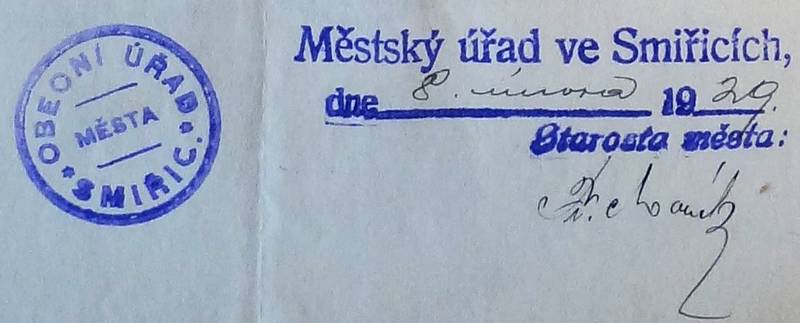 OBECNÍ ÚŘAD
MĚSTA
SMIŘIC.
Městský úřad ve Smiřicích,
dne 8. února 1929.
Starosta města: